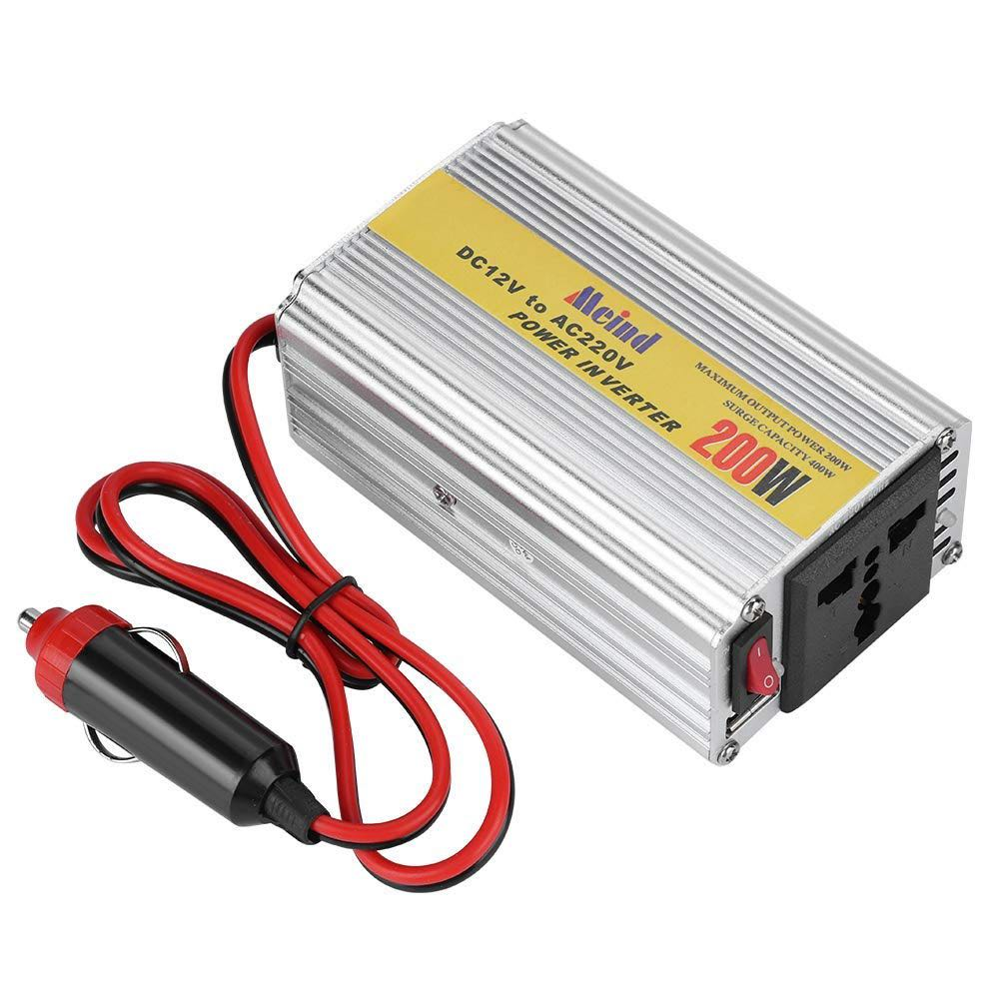 Meind
DC12V to AC220V
POWER INVERTER
MAXIMUM OUTPUT POWER 200W
SURGE CAPACITY 400W
200W